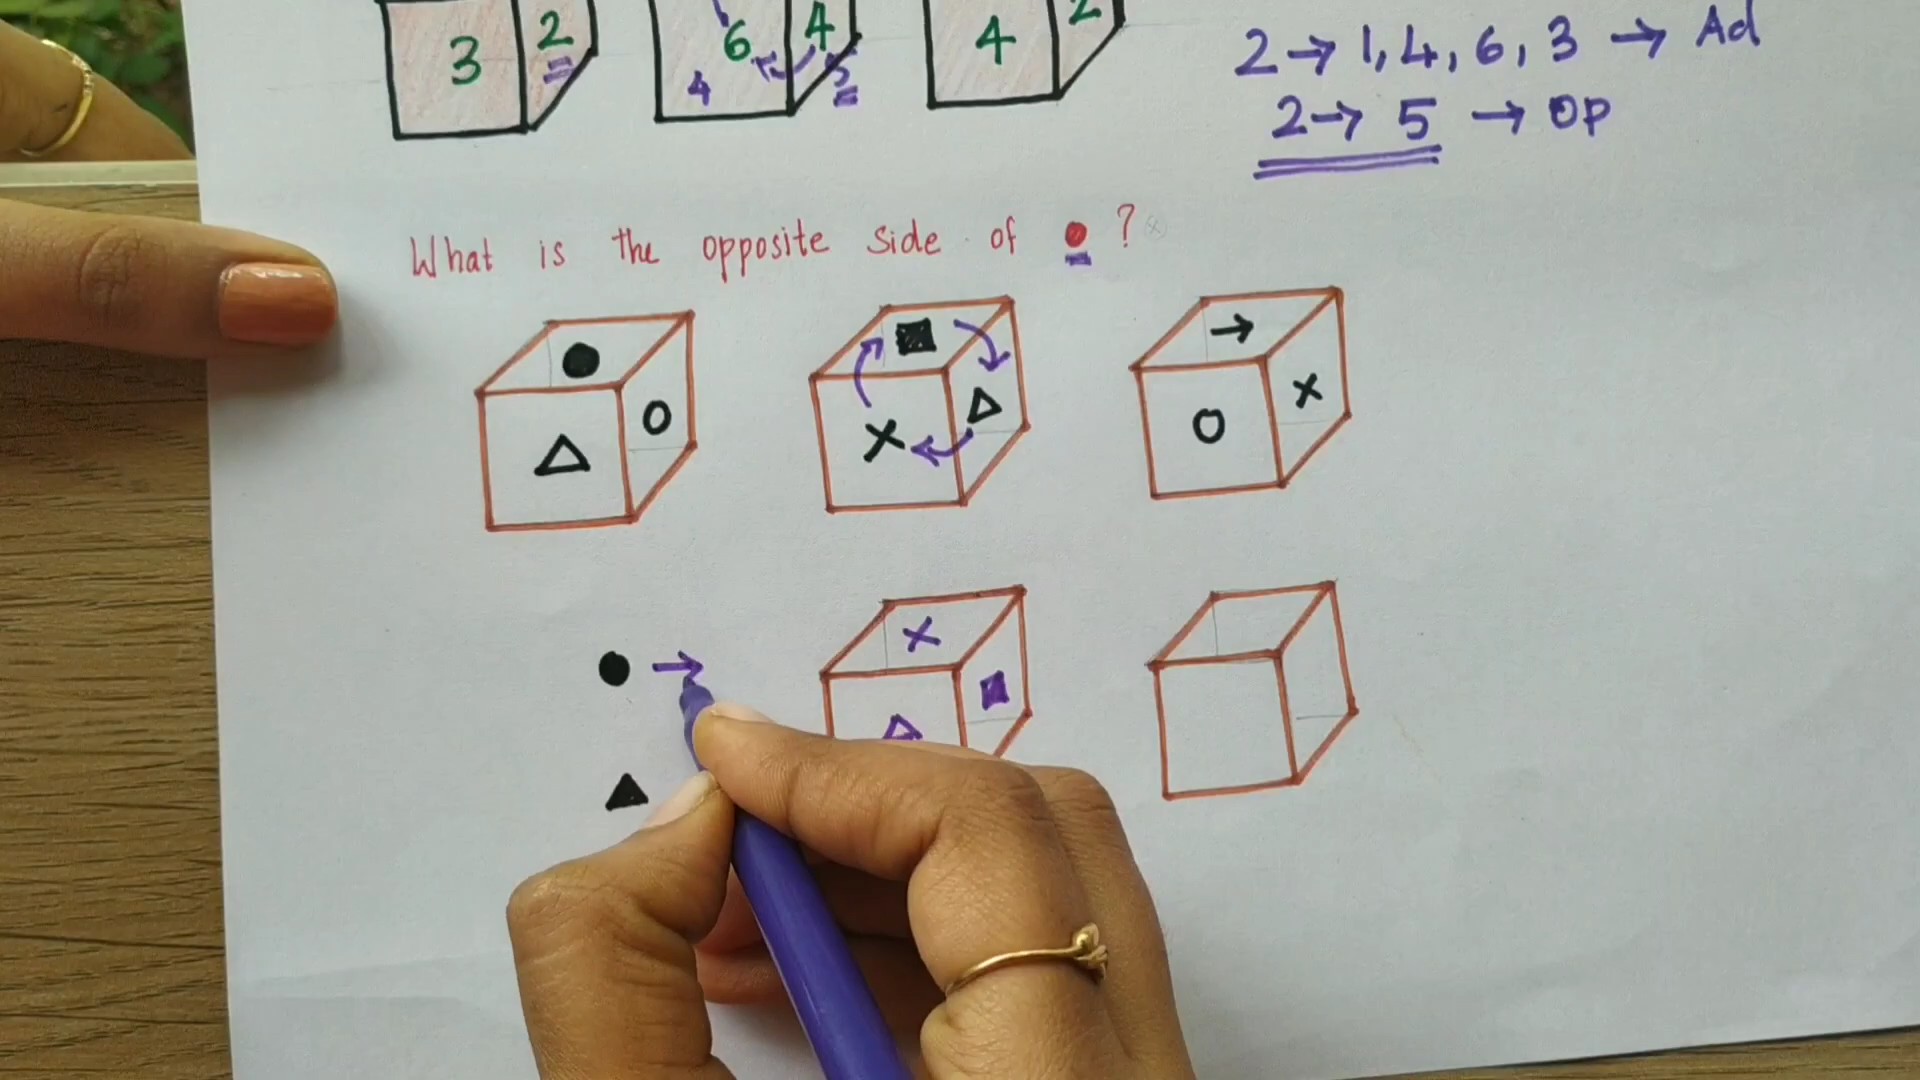 3 2 6 4 4 2
4 2
2 → 1, 4, 6, 3 → Ad
2 → 5 → OP
What is the opposite side of ● ?
● ■ →
△ O X △ O X
● → X ■
△
▲